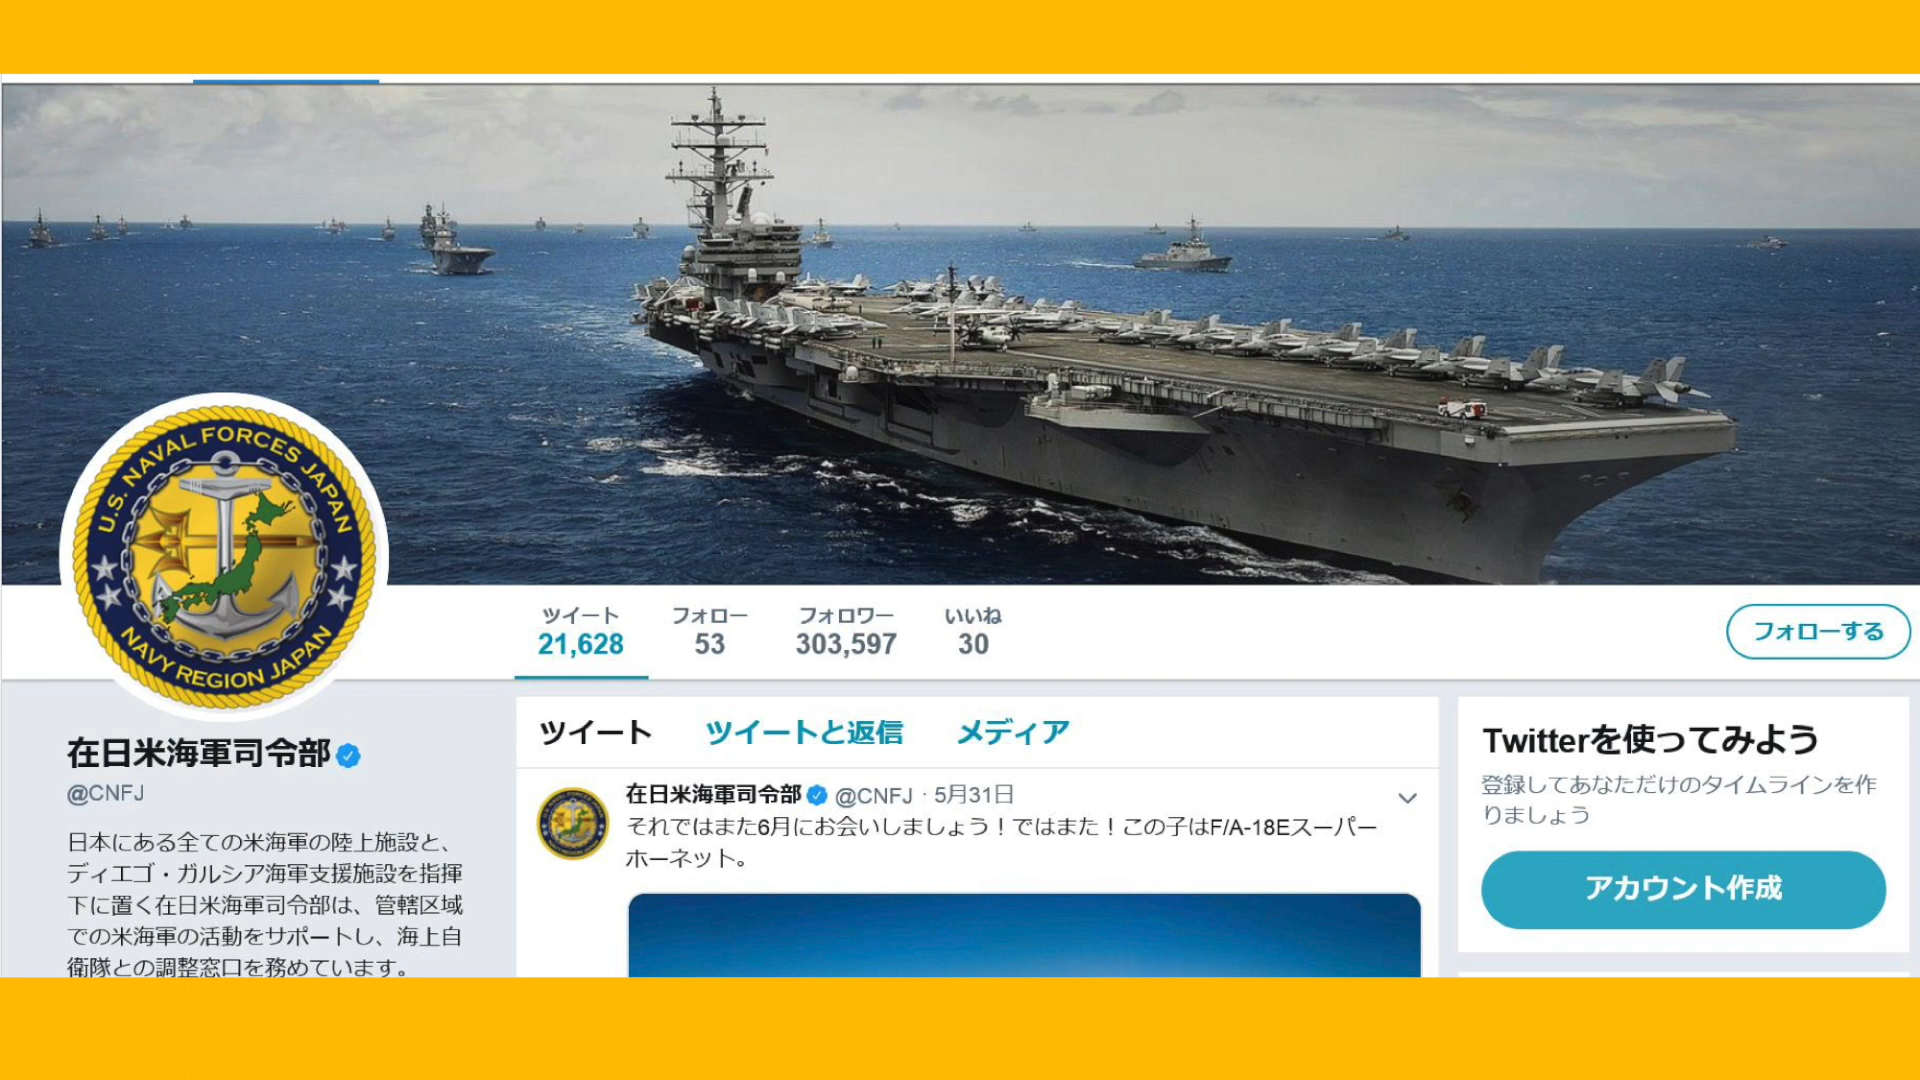 U.S. NAVAL FORCES JAPAN
NAVY REGION JAPAN
ツイート
21,628
フォロー
53
フォロワー
303,597
いいね
30
フォローする
在日米海軍司令部
@CNFJ
日本にある全ての米海軍の陸上施設と、
ディエゴ・ガルシア海軍支援施設を指揮
下に置く在日米海軍司令部は、管轄区域
での米海軍の活動をサポートし、海上自
衛隊との調整窓口を務めています。
ツイート ツイートと返信 メディア
在日米海軍司令部 @CNFJ · 5月31日
それではまた6月にお会いしましょう！ではまた！この子はF/A-18Eスーパー
ホーネット。
Twitterを使ってみよう
登録してあなただけのタイムラインを作
りましょう
アカウント作成